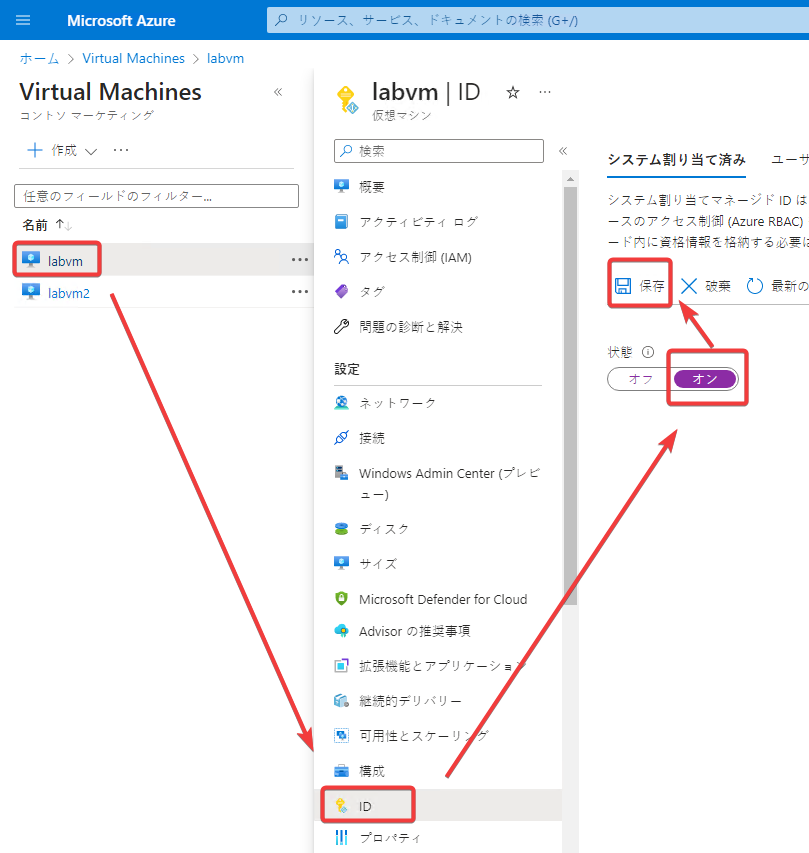 Microsoft Azure
リソース、サービス、ドキュメントの検索 (G+/)
ホーム > Virtual Machines > labvm
Virtual Machines
コントソ マーケティング
作成
任意のフィールドのフィルター...
名前
labvm
labvm2
labvm | ID
仮想マシン
検索
概要
アクティビティ ログ
アクセス制御 (IAM)
タグ
問題の診断と解決
設定
ネットワーク
接続
Windows Admin Center (プレビ
ュー)
ディスク
サイズ
Microsoft Defender for Cloud
Advisor の推奨事項
拡張機能とアプリケーション
継続的デリバリー
可用性とスケーリング
構成
ID
プロパティ
システム割り当て済み ユーサ
システム割り当てマネージド ID は
ースのアクセス制御 (Azure RBAC)
ード内に資格情報を格納する必要は
保存 破棄 最新の
状態
オフ オン